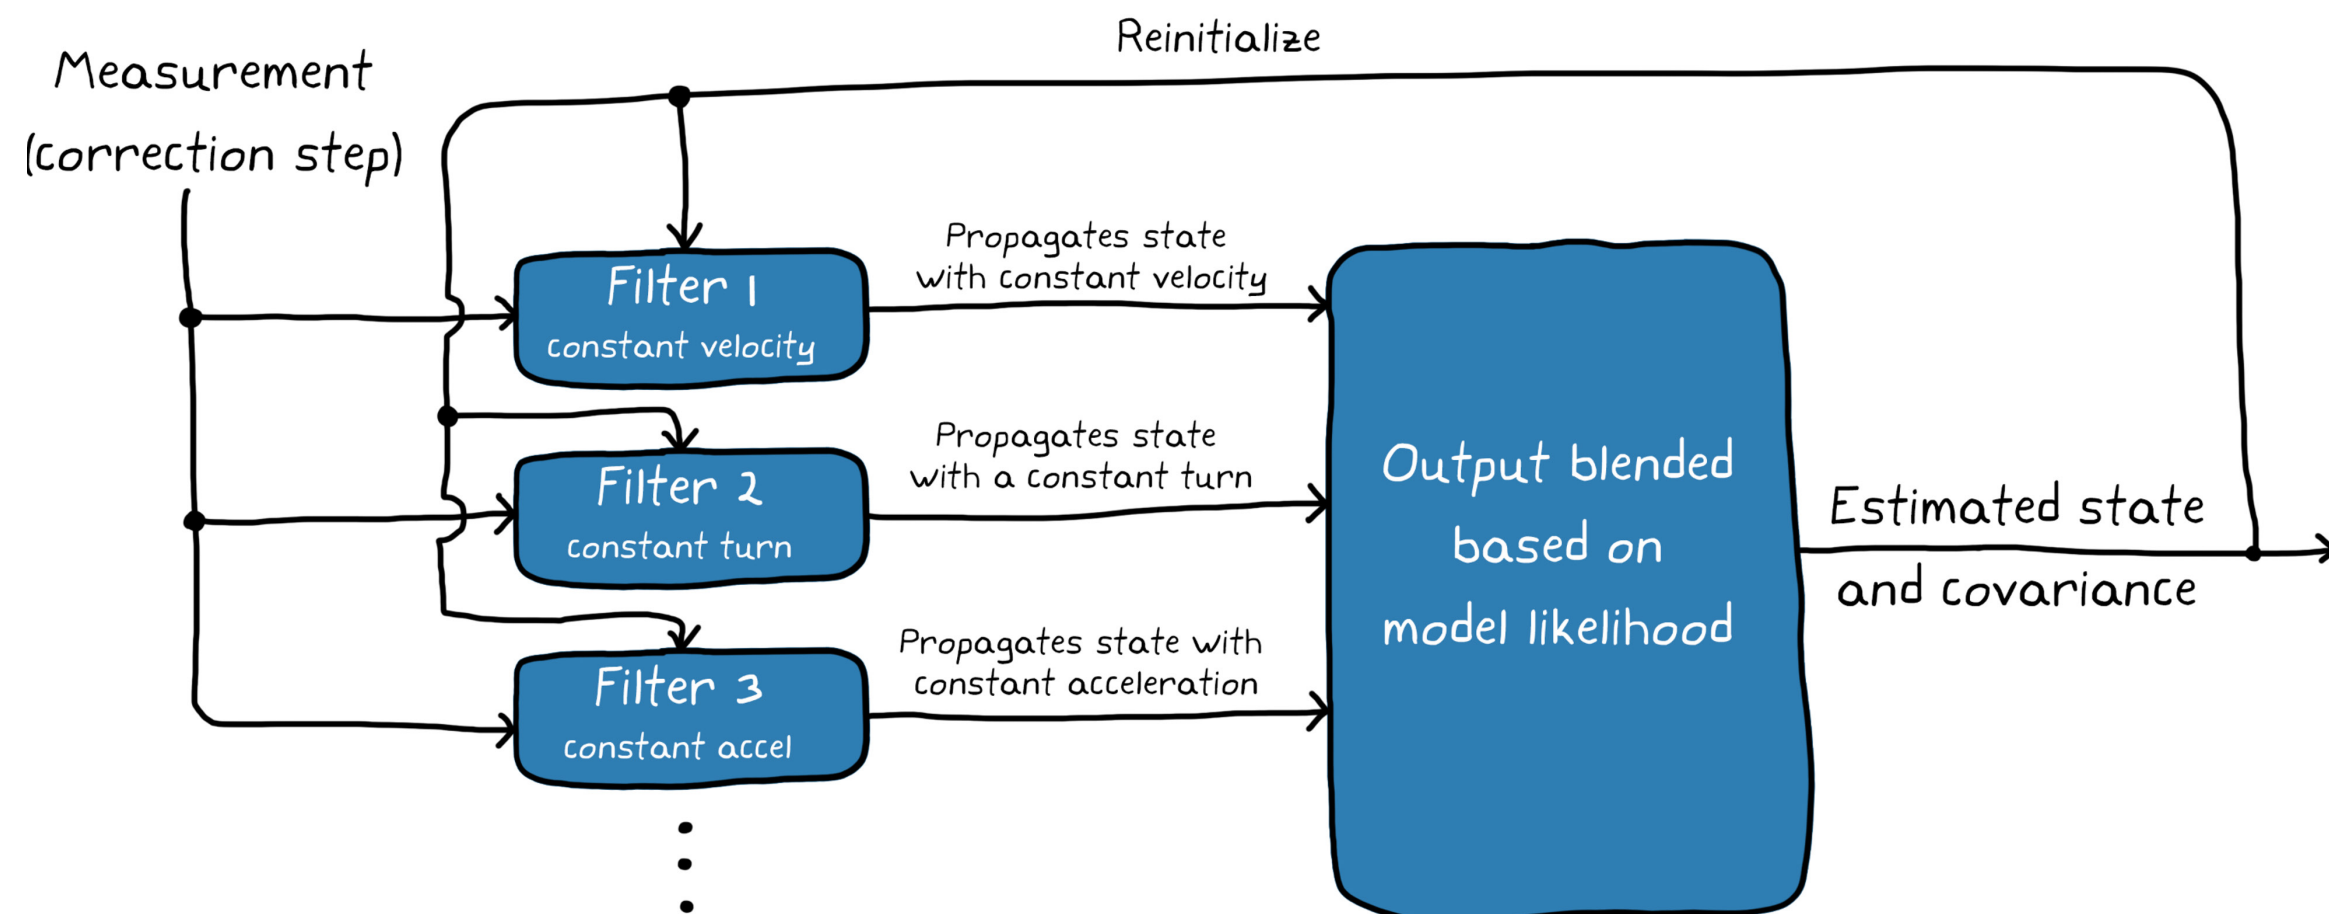 Reinitialize
Measurement
(correction step)
Filter 1
constant velocity
Propagates state
with constant velocity
Filter 2
constant turn
Propagates state
with a constant turn
Filter 3
constant accel
Propagates state with
constant acceleration
Output blended
based on
model likelihood
Estimated state
and covariance